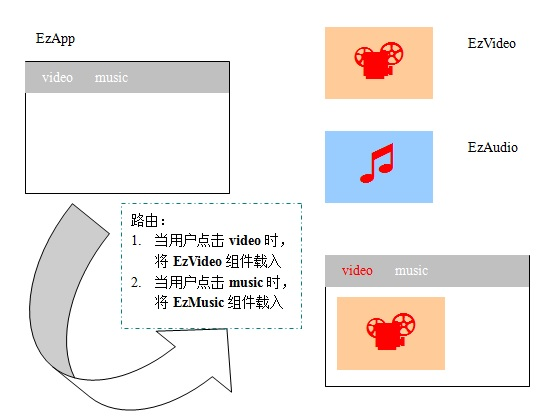 EzApp
video music
EzVideo
EzAudio
路由：
1. 当用户点击 video 时，
将 EzVideo 组件载入
2. 当用户点击 music 时，
将 EzMusic 组件载入
video music